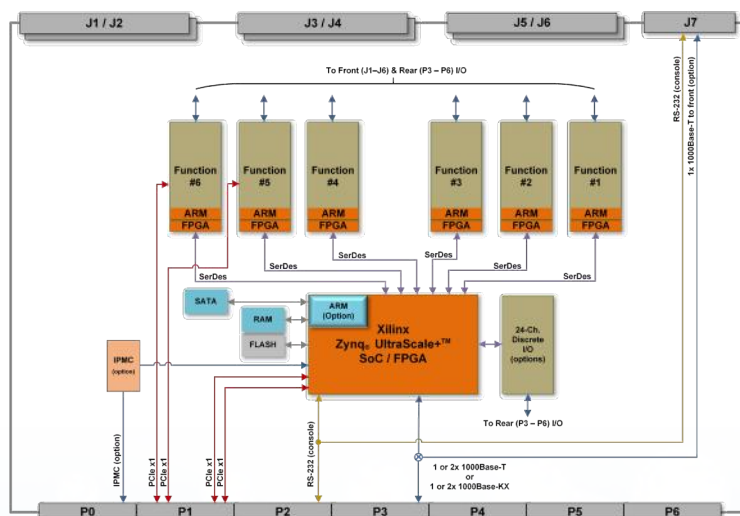 J1 / J2
J3 / J4
J5 / J6
J7
To Front (J1–J6) & Rear (P3 – P6) I/O
RS-232 (console)
1x 1000Base-T to front (option)
Function
#6
ARM
FPGA
Function
#5
ARM
FPGA
Function
#4
ARM
FPGA
Function
#3
ARM
FPGA
Function
#2
ARM
FPGA
Function
#1
ARM
FPGA
SerDes
SerDes
SerDes
SerDes
SerDes
SerDes
SATA
RAM
FLASH
ARM
(Option)
Xilinx
Zynq® UltraScale+™
SoC / FPGA
24-Ch.
Discrete
I/O
(options)
To Rear (P3 – P6) I/O
IPMC
(option)
IPMC (option)
PCIe x1
PCIe x1
PCIe x1
PCIe x1
RS-232 (console)
1 or 2x 1000Base-T
or
1 or 2x 1000Base-KX
P0
P1
P2
P3
P4
P5
P6